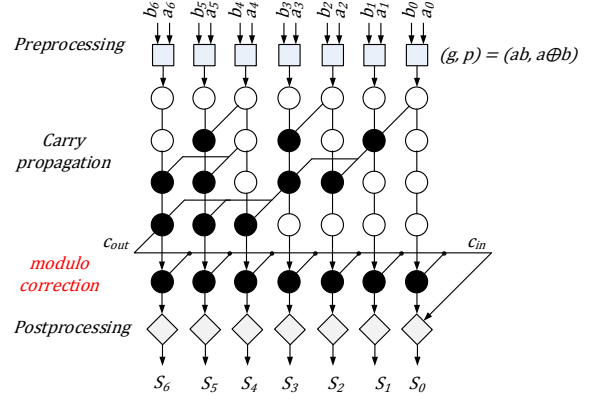 b6 a6 b5 a5 b4 a4 b3 a3 b2 a2 b1 a1 b0 a0
Preprocessing
(g, p) = (ab, a⊕b)
Carry
propagation
cout
cin
modulo
correction
Postprocessing
S6 S5 S4 S3 S2 S1 S0